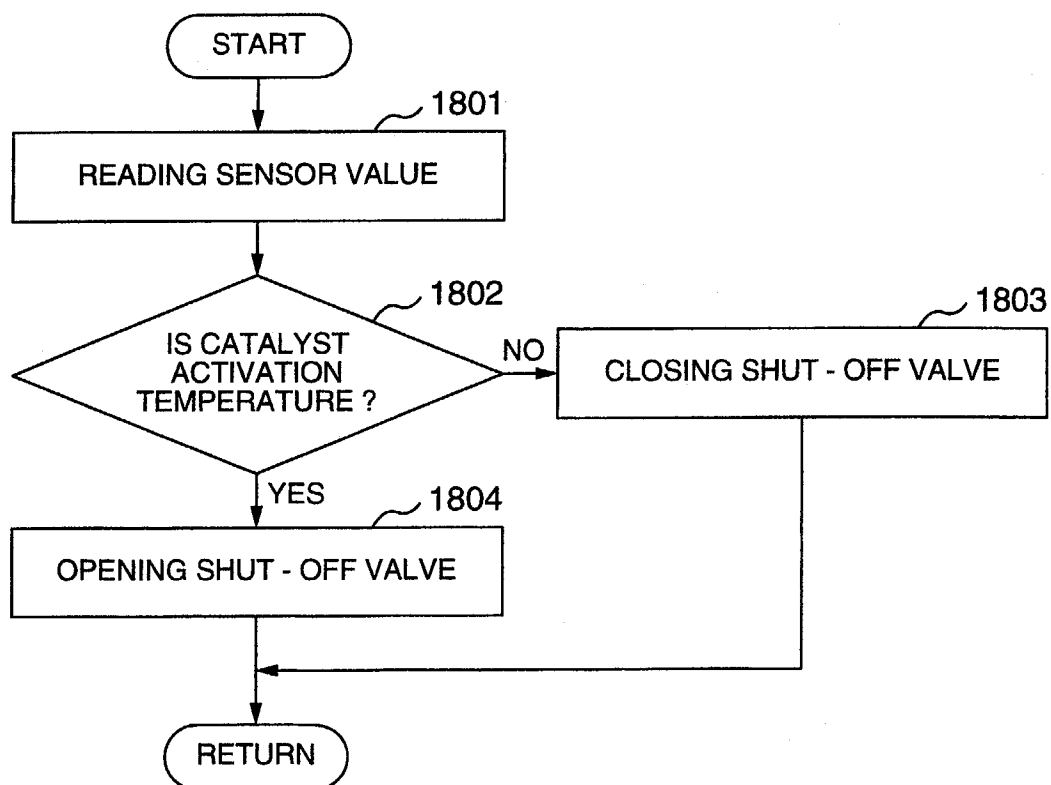 START
1801
READING SENSOR VALUE
1802
IS CATALYST
ACTIVATION
TEMPERATURE ?
NO
1803
CLOSING SHUT - OFF VALVE
YES
1804
OPENING SHUT - OFF VALVE
RETURN